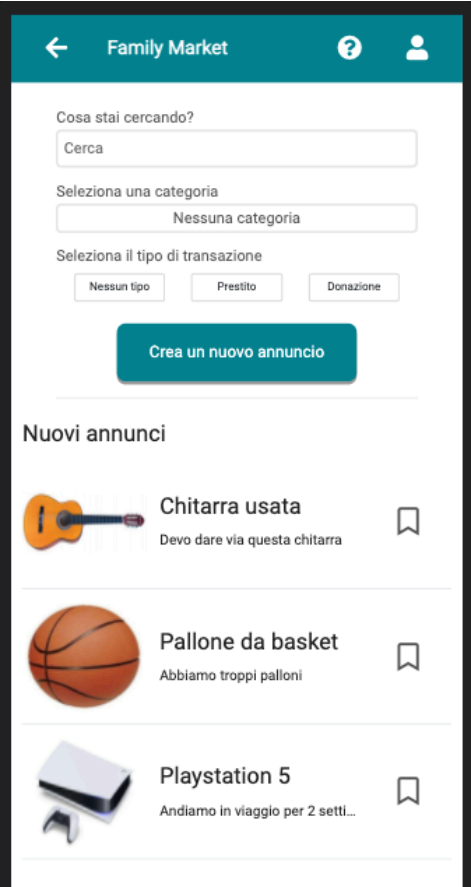 Family Market
Cosa stai cercando?
Cerca
Seleziona una categoria
Nessuna categoria
Seleziona il tipo di transazione
Nessun tipo
Prestito
Donazione
Crea un nuovo annuncio
Nuovi annunci
Chitarra usata
Devo dare via questa chitarra
Pallone da basket
Abbiamo troppi palloni
Playstation 5
Andiamo in viaggio per 2 setti...